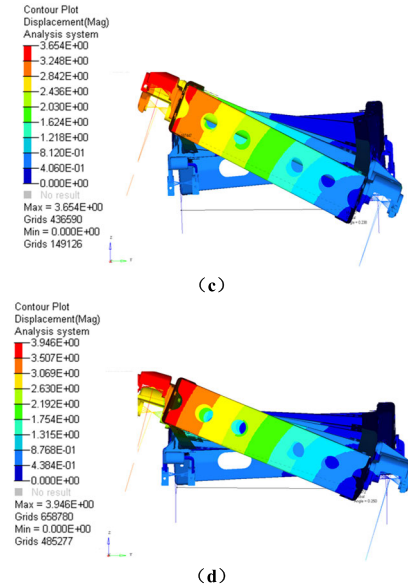 Contour Plot
Displacement(Mag)
Analysis system
3.654E+00
3.248E+00
2.842E+00
2.436E+00
2.030E+00
1.624E+00
1.218E+00
8.120E-01
4.060E-01
0.000E+00
No result
Max = 3.654E+00
Grids 436590
Min = 0.000E+00
Grids 149126
(c)
Contour Plot
Displacement(Mag)
Analysis system
3.946E+00
3.507E+00
3.069E+00
2.630E+00
2.192E+00
1.754E+00
1.315E+00
8.768E-01
4.384E-01
0.000E+00
No result
Max = 3.946E+00
Grids 658780
Min = 0.000E+00
Grids 485277
(d)